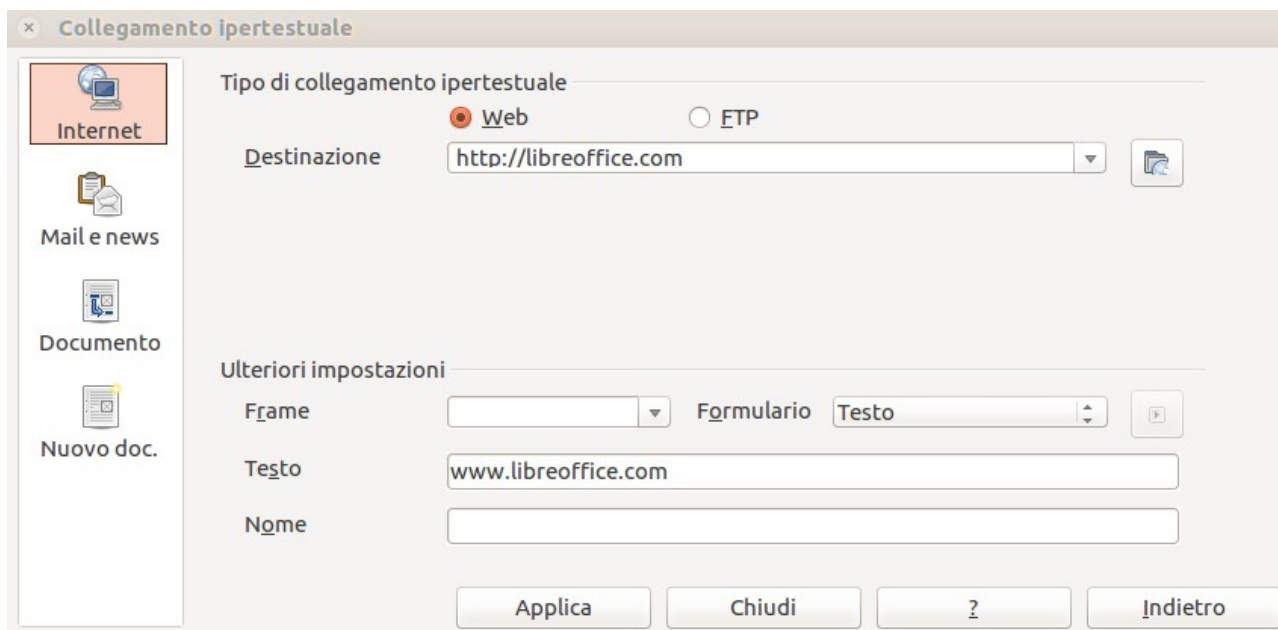 Collegamento ipertestuale
Internet
Mail e news
Documento
Nuovo doc.
Tipo di collegamento ipertestuale
Web FTP
Destinazione http://libreoffice.com
Ulteriori impostazioni
Frame Formulario Testo
Testo www.libreoffice.com
Nome
Applica Chiudi ? Indietro